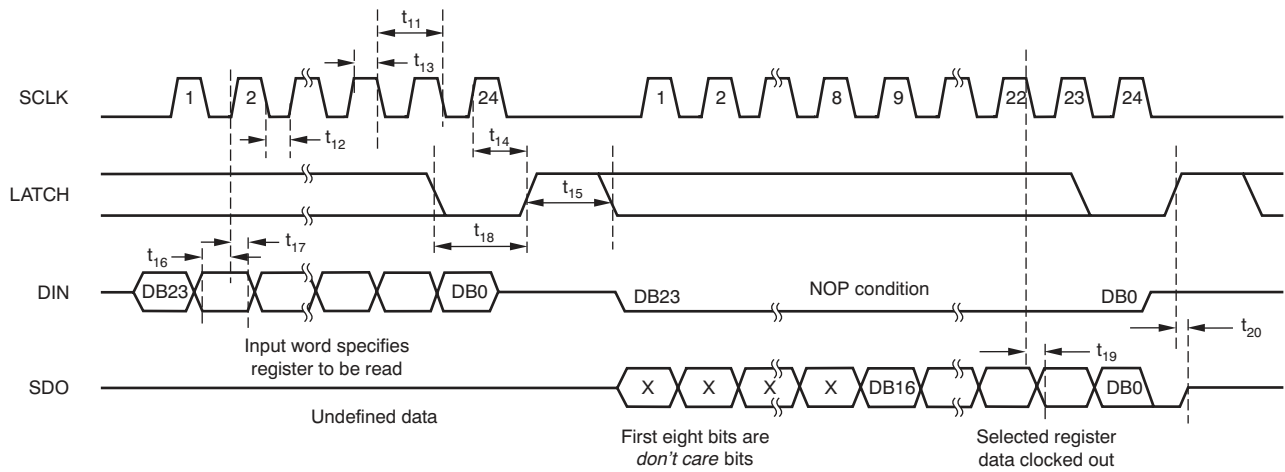 t11
t13
SCLK
1
2
24
1
2
8
9
22
23
24
t12
t14
LATCH
t15
t18
t16
t17
DIN
DB23
DB0
DB23
NOP condition
DB0
t20
Input word specifies
register to be read
t19
SDO
X
X
X
X
DB16
DB0
Undefined data
First eight bits are
don't care bits
Selected register
data clocked out